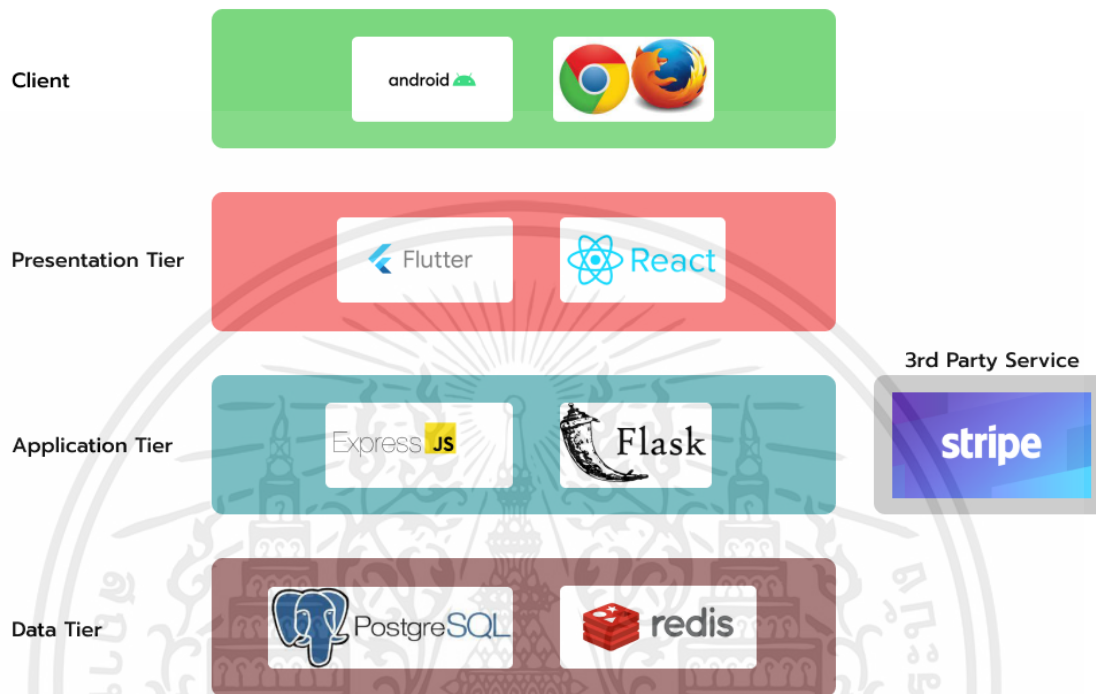 Client
android
Presentation Tier
Flutter
React
3rd Party Service
Application Tier
Express JS
Flask
stripe
Data Tier
PostgreSQL
redis